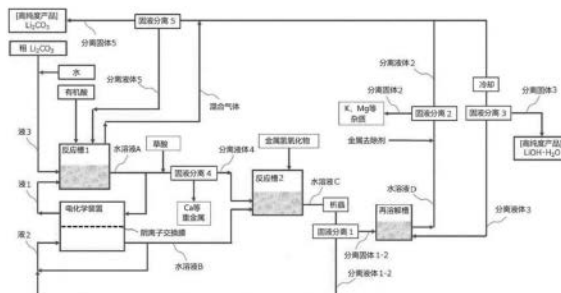 [高纯度产品]
Li₂CO₃
分离固体5
固液分离 5
粗 Li₂CO₃
水
有机酸
分离液体5
混合气体
液3
反应槽1
水溶液A
草酸
固液分离 4
分离液体4
Ca等
重金属
液1
电化学装置
阴离子交换膜
液2
水溶液B
金属氢氧化物
反应槽2
水溶液C
析晶
固液分离 1
分离固体1-2
分离液体1-2
再溶解槽
水溶液D
金属去除剂
固液分离 2
分离固体2
K、Mg等
杂质
分离液体2
冷却
固液分离 3
分离固体3
[高纯度产品]
LiOH·H₂O
分离液体3